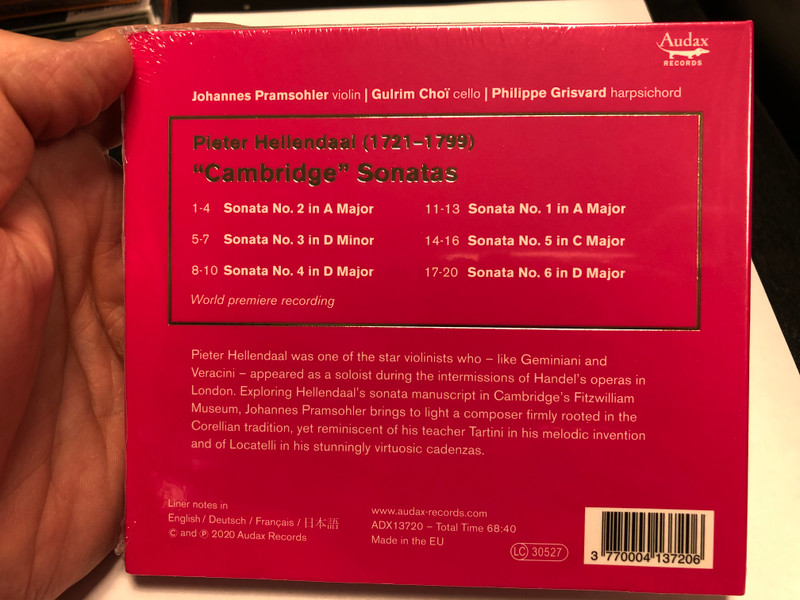 Audax
RECORDS
Johannes Pramsohler violin | Gulrim Choï cello | Philippe Grisvard harpsichord
Pieter Hellendaal (1721–1799)
“Cambridge” Sonatas
1-4 Sonata No. 2 in A Major
5-7 Sonata No. 3 in D Minor
8-10 Sonata No. 4 in D Major
11-13 Sonata No. 1 in A Major
14-16 Sonata No. 5 in C Major
17-20 Sonata No. 6 in D Major
World premiere recording
Pieter Hellendaal was one of the star violinists who – like Geminiani and
Veracini – appeared as a soloist during the intermissions of Handel's operas in
London. Exploring Hellendaal's sonata manuscript in Cambridge's Fitzwilliam
Museum, Johannes Pramsohler brings to light a composer firmly rooted in the
Corellian tradition, yet reminiscent of his teacher Tartini in his melodic invention
and of Locatelli in his stunningly virtuosic cadenzas.
Liner notes in
English / Deutsch / Français / 日本語
© and ℗ 2020 Audax Records
www.audax-records.com
ADX13720 – Total Time 68:40
Made in the EU
LC 30527
3 770004 137206